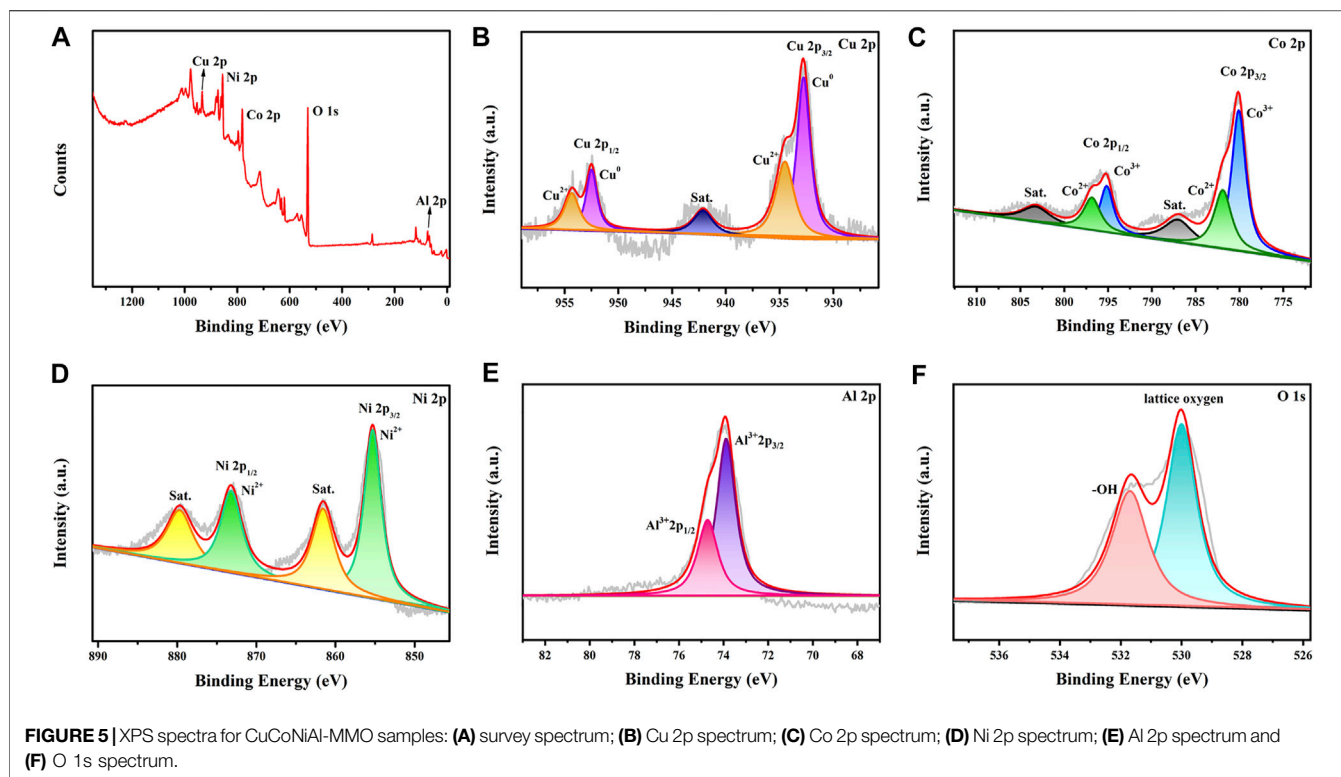 A
Cu 2p
Ni 2p
Co 2p
O 1s
Al 2p
Counts
1200 1000 800 600 400 200 0
Binding Energy (eV)
B
Cu 2p3/2 Cu 2p
Cu0
Cu 2p1/2
Cu2+
Cu0
Cu2+
Sat.
Intensity (a.u.)
955 950 945 940 935 930
Binding Energy (eV)
C
Co 2p
Co 2p3/2
Co3+
Co 2p1/2
Co2+
Co3+
Sat.
Sat.
Co2+
Intensity (a.u.)
810 805 800 795 790 785 780 775
Binding Energy (eV)
D
Ni 2p
Ni 2p3/2
Ni2+
Ni 2p1/2
Sat.
Ni2+
Sat.
Intensity (a.u.)
890 880 870 860 850
Binding Energy (eV)
E
Al 2p
Al3+2p3/2
Al3+2p1/2
Intensity (a.u.)
82 80 78 76 74 72 70 68
Binding Energy (eV)
F
O 1s
lattice oxygen
-OH
Intensity (a.u.)
536 534 532 530 528 526
Binding Energy (eV)
FIGURE 5 | XPS spectra for CuCoNiAl-MMO samples: (A) survey spectrum; (B) Cu 2p spectrum; (C) Co 2p spectrum; (D) Ni 2p spectrum; (E) Al 2p spectrum and
(F) O 1s spectrum.